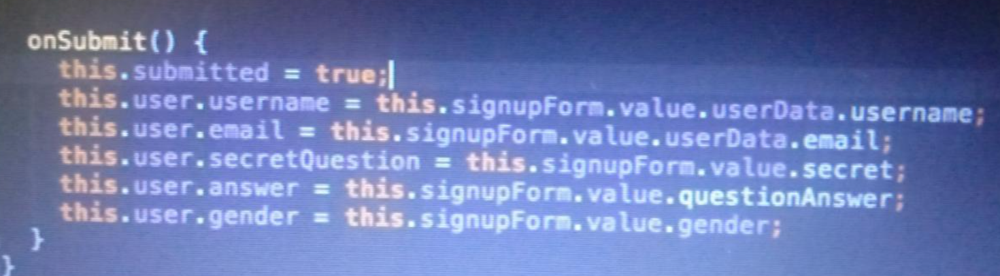 onSubmit() {
this.submitted = true;
this.user.username = this.signupForm.value.userData.username;
this.user.email = this.signupForm.value.userData.email;
this.user.secretQuestion = this.signupForm.value.secret;
this.user.answer = this.signupForm.value.questionAnswer;
this.user.gender = this.signupForm.value.gender;
}
}